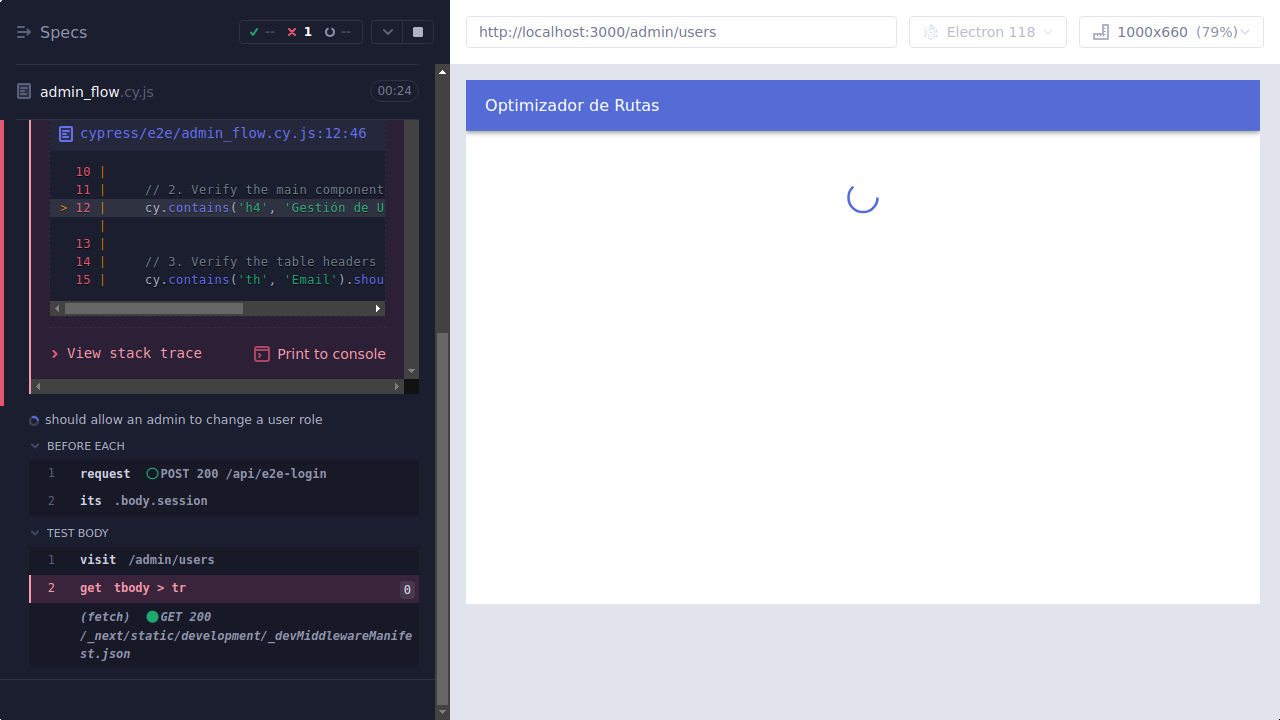 Specs
-- 1 --
admin_flow.cy.js 00:24
cypress/e2e/admin_flow.cy.js:12:46
10 |
11 |     // 2. Verify the main component
> 12 |     cy.contains('h4', 'Gestión de U
|
13 |
14 |     // 3. Verify the table headers
15 |     cy.contains('th', 'Email').shou
View stack trace
Print to console
should allow an admin to change a user role
BEFORE EACH
1 request POST 200 /api/e2e-login
2 its .body.session
TEST BODY
1 visit /admin/users
2 get tbody > tr 0
(fetch) GET 200
/_next/static/development/_devMiddlewareManife
st.json
http://localhost:3000/admin/users
Electron 118
1000x660 (79%)
Optimizador de Rutas